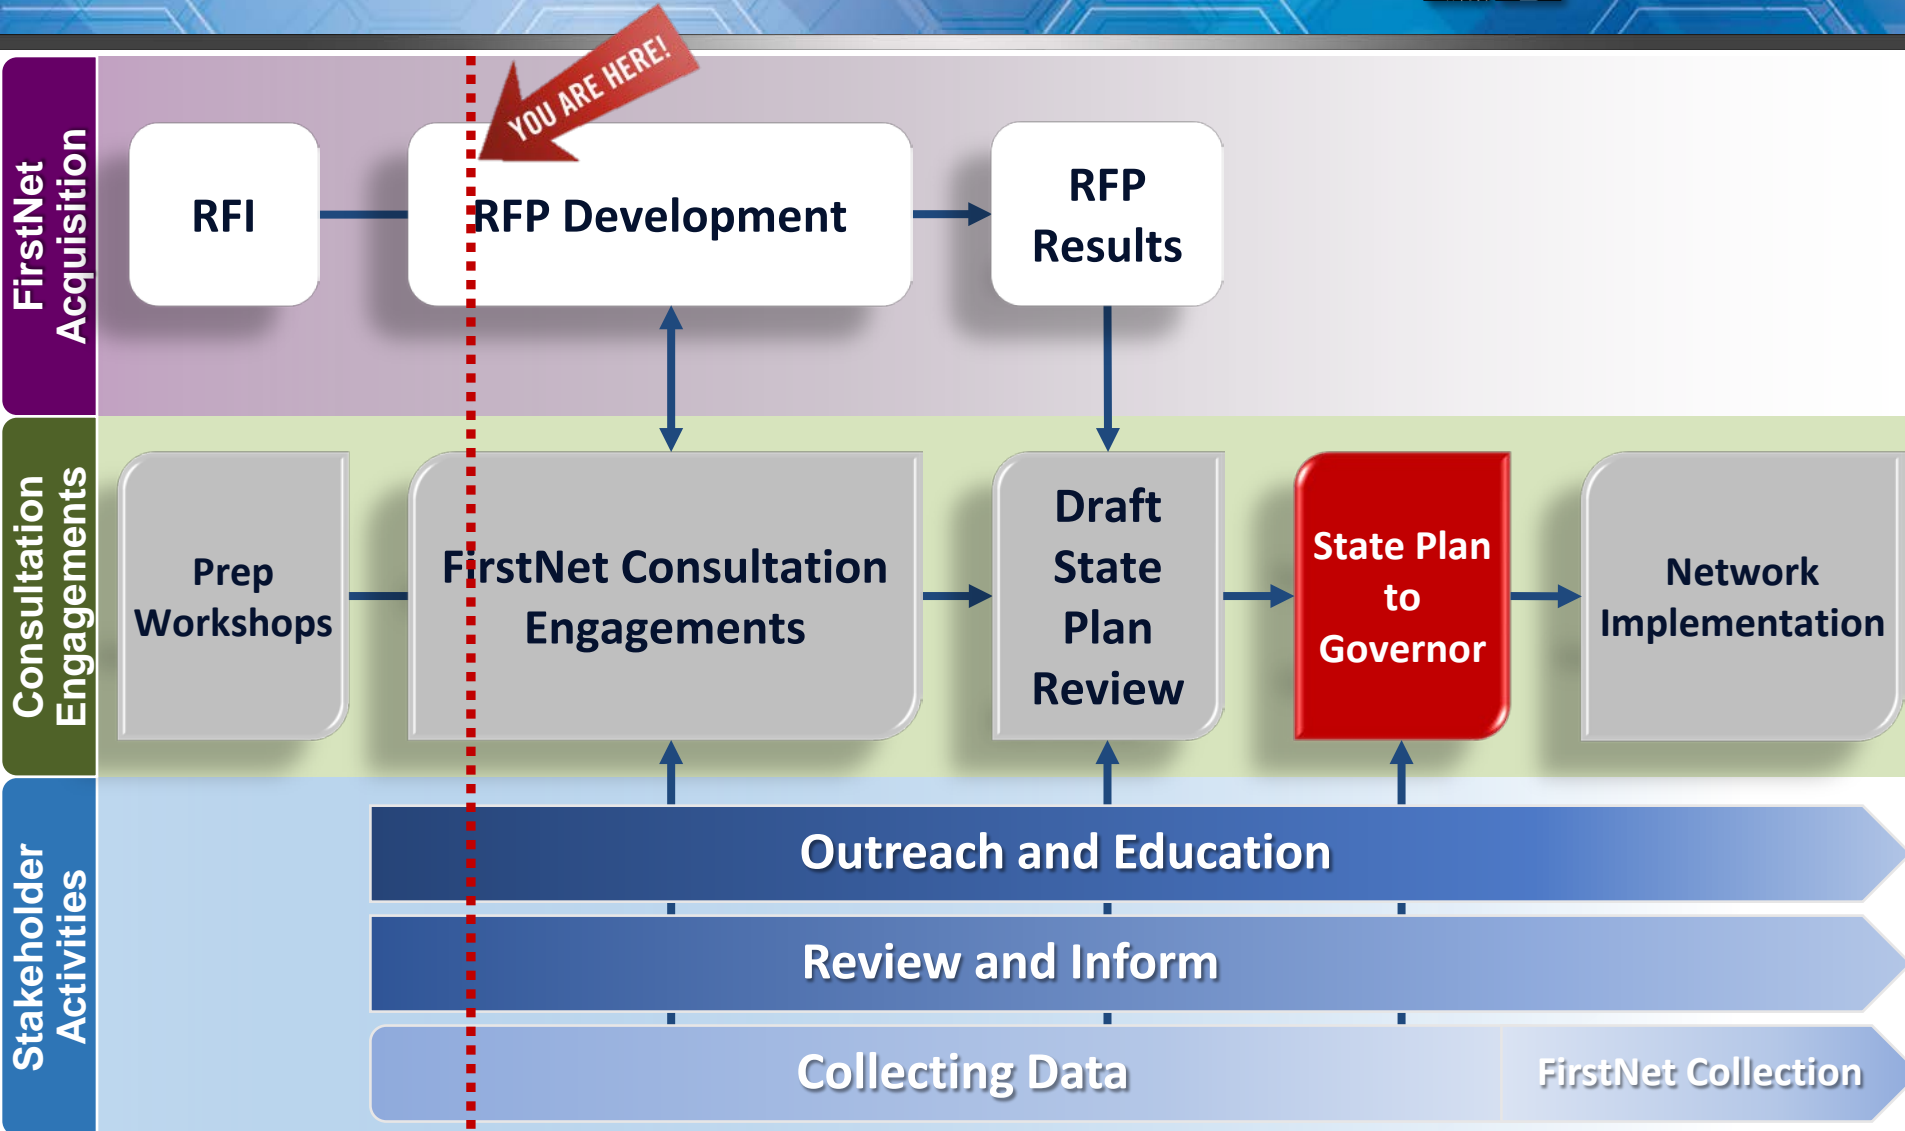 YOU ARE HERE!
FirstNet
Acquisition
RFI
RFP Development
RFP
Results
Consultation
Engagements
Prep
Workshops
FirstNet Consultation
Engagements
Draft
State
Plan
Review
State Plan
to
Governor
Network
Implementation
Stakeholder
Activities
Outreach and Education
Review and Inform
Collecting Data
FirstNet Collection